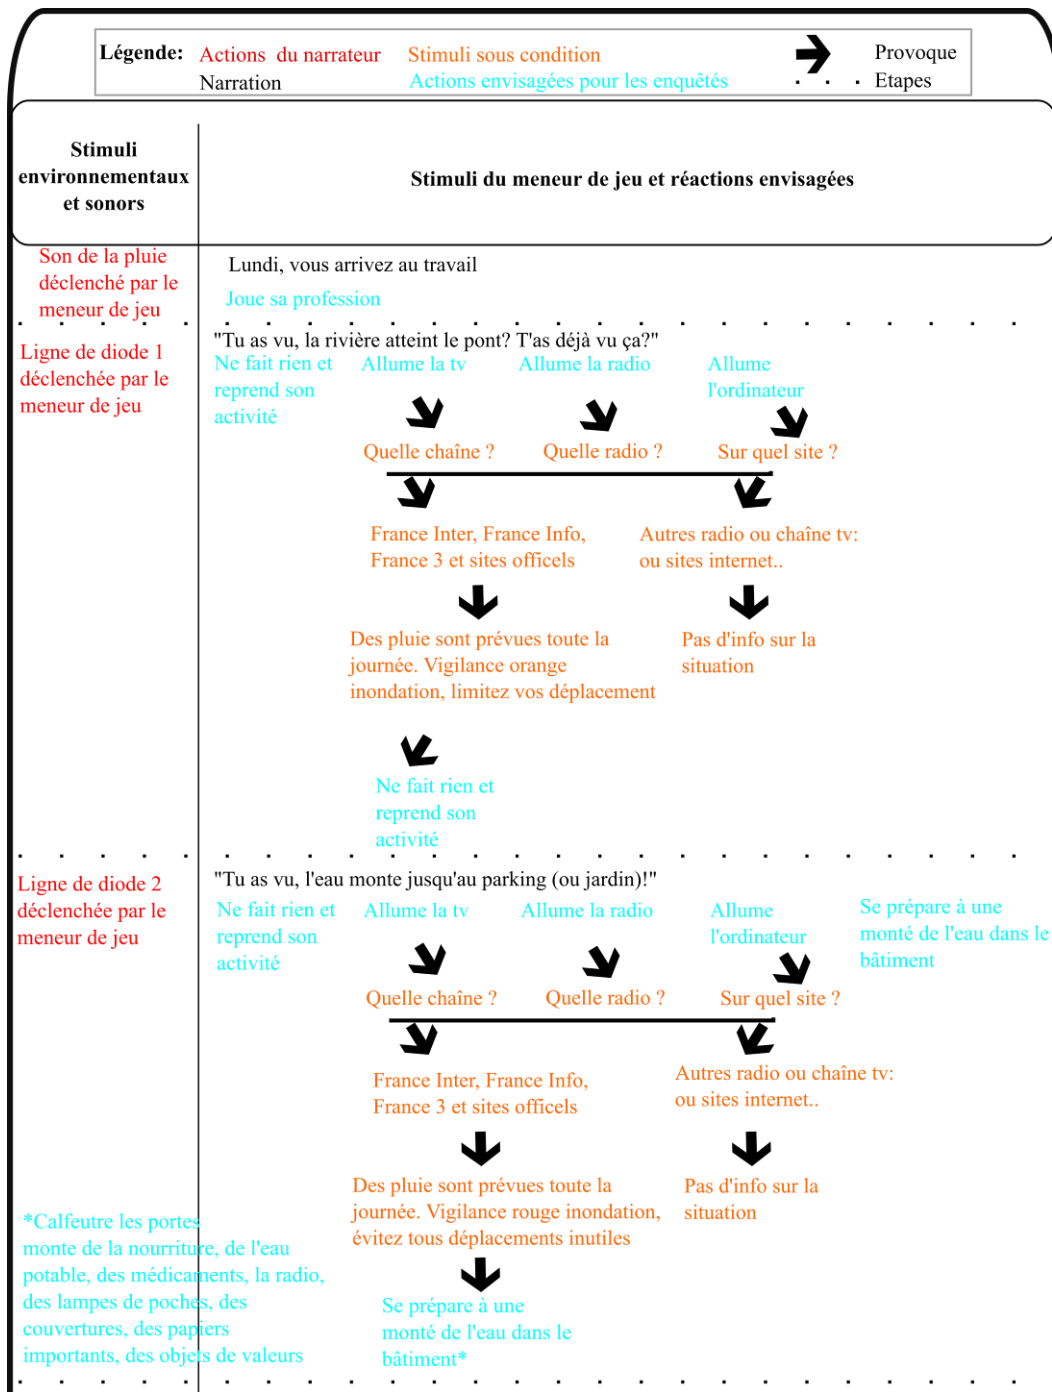 Légende: Actions du narrateur Stimuli sous condition Provoque
Narration Actions envisagées pour les enquêtés Etapes
Stimuli
environnementaux
et sonors
Stimuli du meneur de jeu et réactions envisagées
Son de la pluie
déclenché par le
meneur de jeu
Lundi, vous arrivez au travail
Joue sa profession
Ligne de diode 1
déclenchée par le
meneur de jeu
"Tu as vu, la rivière atteint le pont? T'as déjà vu ça?"
Ne fait rien et
reprend son
activité
Allume la tv
Allume la radio
Allume
l'ordinateur
Quelle chaîne ?
Quelle radio ?
Sur quel site ?
France Inter, France Info,
France 3 et sites officels
Autres radio ou chaîne tv:
ou sites internet..
Des pluie sont prévues toute la
journée. Vigilance orange
inondation, limitez vos déplacement
Pas d'info sur la
situation
Ne fait rien et
reprend son
activité
Ligne de diode 2
déclenchée par le
meneur de jeu
"Tu as vu, l'eau monte jusqu'au parking (ou jardin)!"
Ne fait rien et
reprend son
activité
Allume la tv
Allume la radio
Allume
l'ordinateur
Se prépare à une
monté de l'eau dans le
bâtiment
Quelle chaîne ?
Quelle radio ?
Sur quel site ?
France Inter, France Info,
France 3 et sites officels
Autres radio ou chaîne tv:
ou sites internet..
Des pluie sont prévues toute la
journée. Vigilance rouge inondation,
évitez tous déplacements inutiles
Pas d'info sur la
situation
*Calfeutre les portes
monte de la nourriture, de l'eau
potable, des médicaments, la radio,
des lampes de poches, des
couvertures, des papiers
importants, des objets de valeurs
Se prépare à une
monté de l'eau dans le
bâtiment*